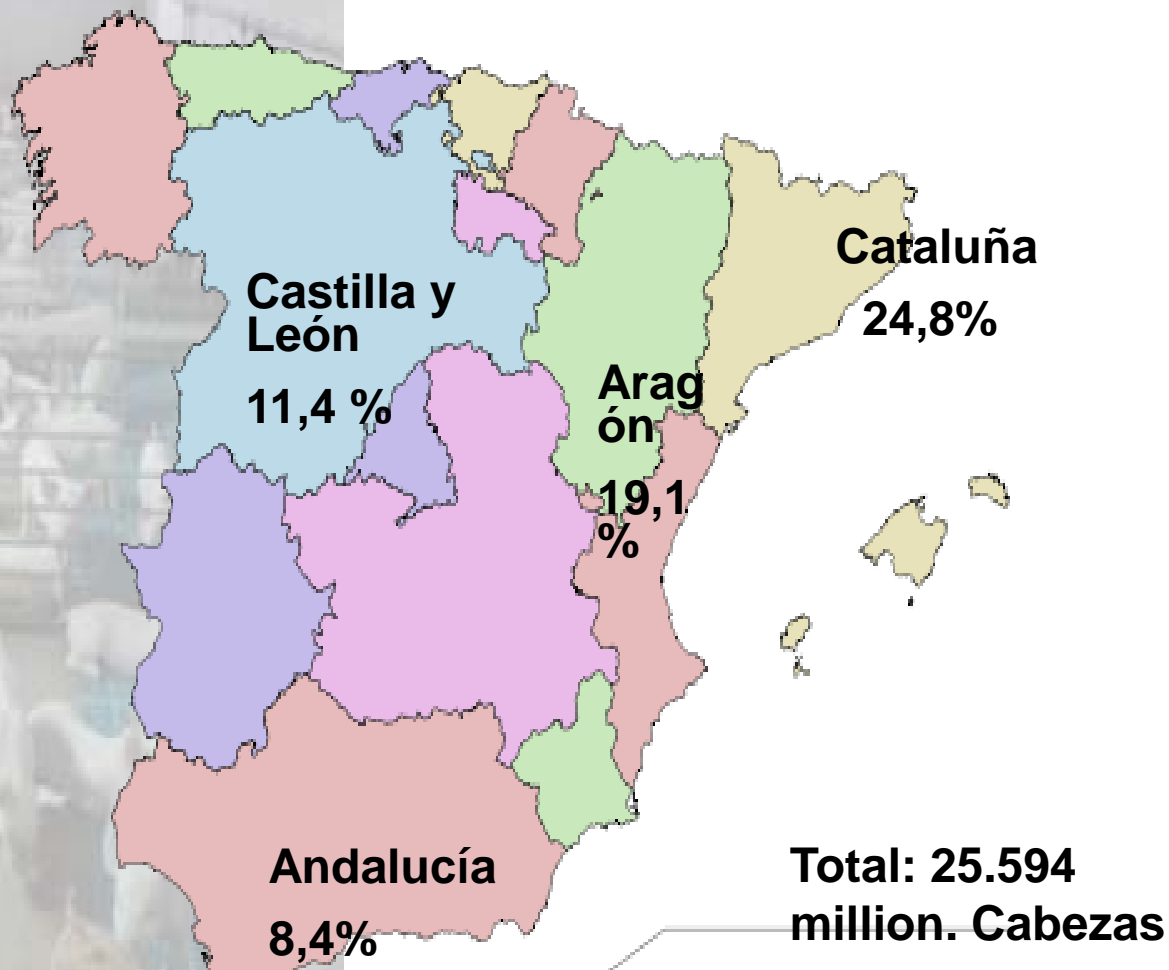 Cataluña
24,8%
Castilla y
León
11,4 %
Arag
ón
19,1
%
Andalucía
8,4%
Total: 25.594
million. Cabezas